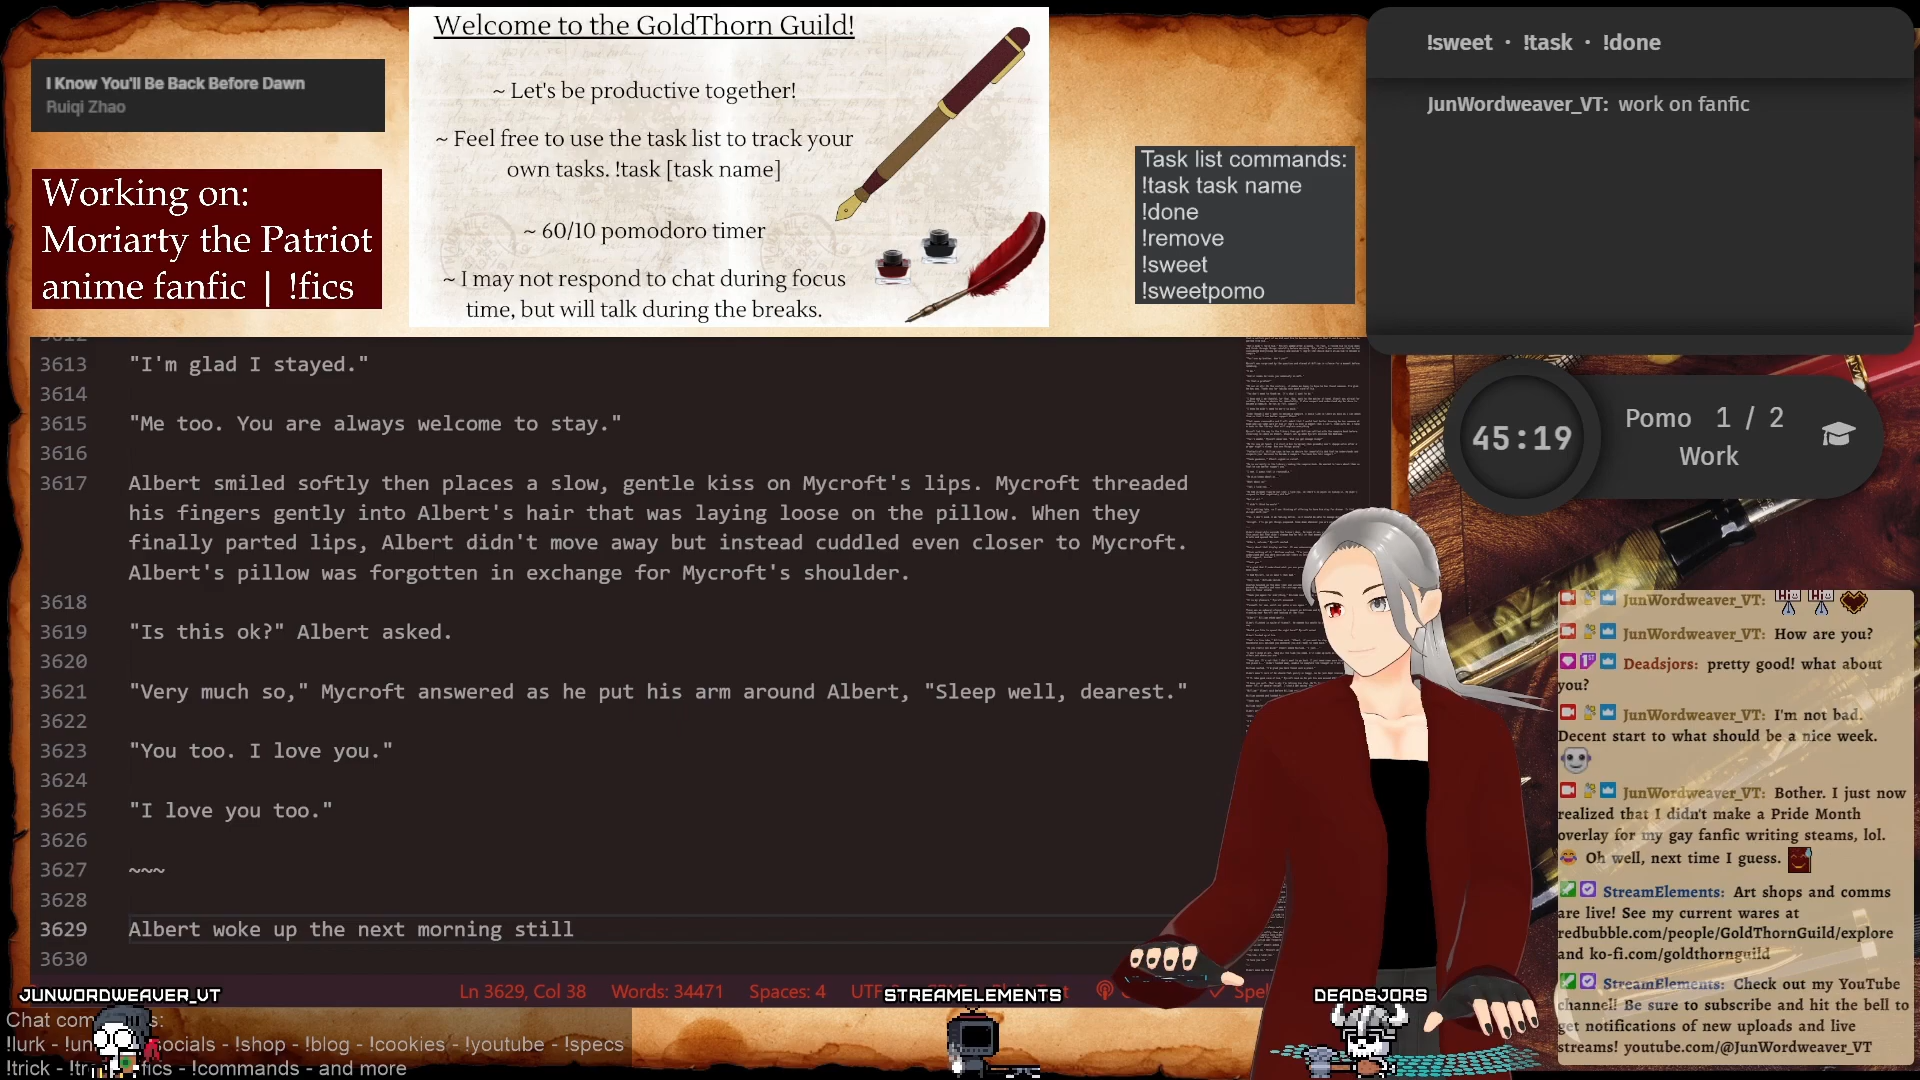 Welcome to the GoldThorn Guild!
~ Let's be productive together!
~ Feel free to use the task list to track your
own tasks. !task [task name]
~ 60/10 pomodoro timer
~ I may not respond to chat during focus
time, but will talk during the breaks.
I Know You'll Be Back Before Dawn
Ruiqi Zhao
Working on:
Moriarty the Patriot
anime fanfic | !fics
Task list commands:
!task task name
!done
!remove
!sweet
!sweetpomo
!sweet · !task · !done
JunWordweaver_VT: work on fanfic
45:19
Pomo 1 / 2
Work
3613 "I'm glad I stayed."
3614
3615 "Me too. You are always welcome to stay."
3616
3617 Albert smiled softly then places a slow, gentle kiss on Mycroft's lips. Mycroft threaded
his fingers gently into Albert's hair that was laying loose on the pillow. When they
finally parted lips, Albert didn't move away but instead cuddled even closer to Mycroft.
Albert's pillow was forgotten in exchange for Mycroft's shoulder.
3618
3619 "Is this ok?" Albert asked.
3620
3621 "Very much so," Mycroft answered as he put his arm around Albert, "Sleep well, dearest."
3622
3623 "You too. I love you."
3624
3625 "I love you too."
3626
3627 ~~~
3628
3629 Albert woke up the next morning still
3630
Ln 3629, Col 38 Words: 34471 Spaces: 4
JunWordweaver_VT: Hi Hi
JunWordweaver_VT: How are you?
Deadsjors: pretty good! what about
you?
JunWordweaver_VT: I'm not bad.
Decent start to what should be a nice week.
JunWordweaver_VT: Bother. I just now
realized that I didn't make a Pride Month
overlay for my gay fanfic writing steams, lol.
Oh well, next time I guess.
StreamElements: Art shops and comms
are live! See my current wares at
redbubble.com/people/GoldThornGuild/explore
and ko-fi.com/goldthornguild
StreamElements: Check out my YouTube
channel! Be sure to subscribe and hit the bell to
get notifications of new uploads and live
streams! youtube.com/@JunWordweaver_VT
JUNWORDWEAVER_VT
STREAMELEMENTS
DEADSJORS
Chat
!lurk - - !shop - !blog - !cookies - !youtube - !specs
!trick - - !commands - and more